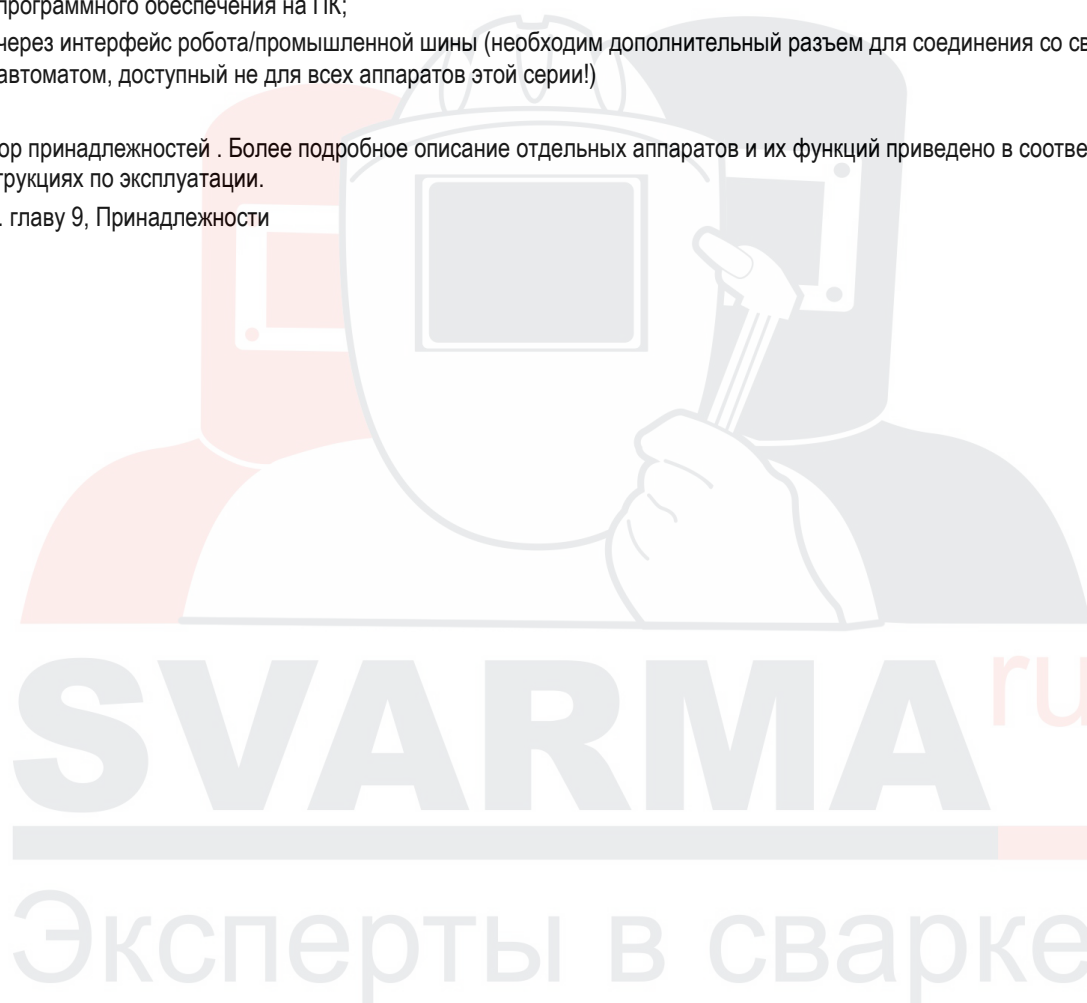 программного обеспечения на ПК;
через интерфейс робота/промышленной шины (необходим дополнительный разъем для соединения со св
автоматом, доступный не для всех аппаратов этой серии!)
ор принадлежностей . Более подробное описание отдельных аппаратов и их функций приведено в соотве
трукциях по эксплуатации.
. главу 9, Принадлежности
SVARMA ru
Эксперты в сварке